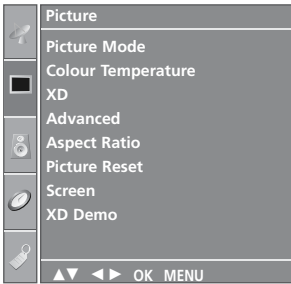 Picture
Picture Mode
Colour Temperature
XD
Advanced
Aspect Ratio
Picture Reset
Screen
XD Demo
▲▼ ◄► OK MENU